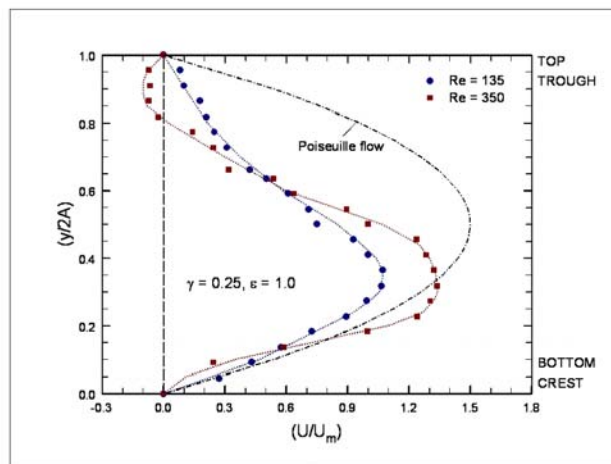 1.0
0.8
0.6
0.4
0.2
0.0
(y/2A)
TOP
TROUGH
Re = 135
Re = 350
Poiseuille flow
γ = 0.25, ε = 1.0
BOTTOM
CREST
-0.3 0.0 0.3 0.6 0.9 1.2 1.5 1.8
(U/Uₘ)